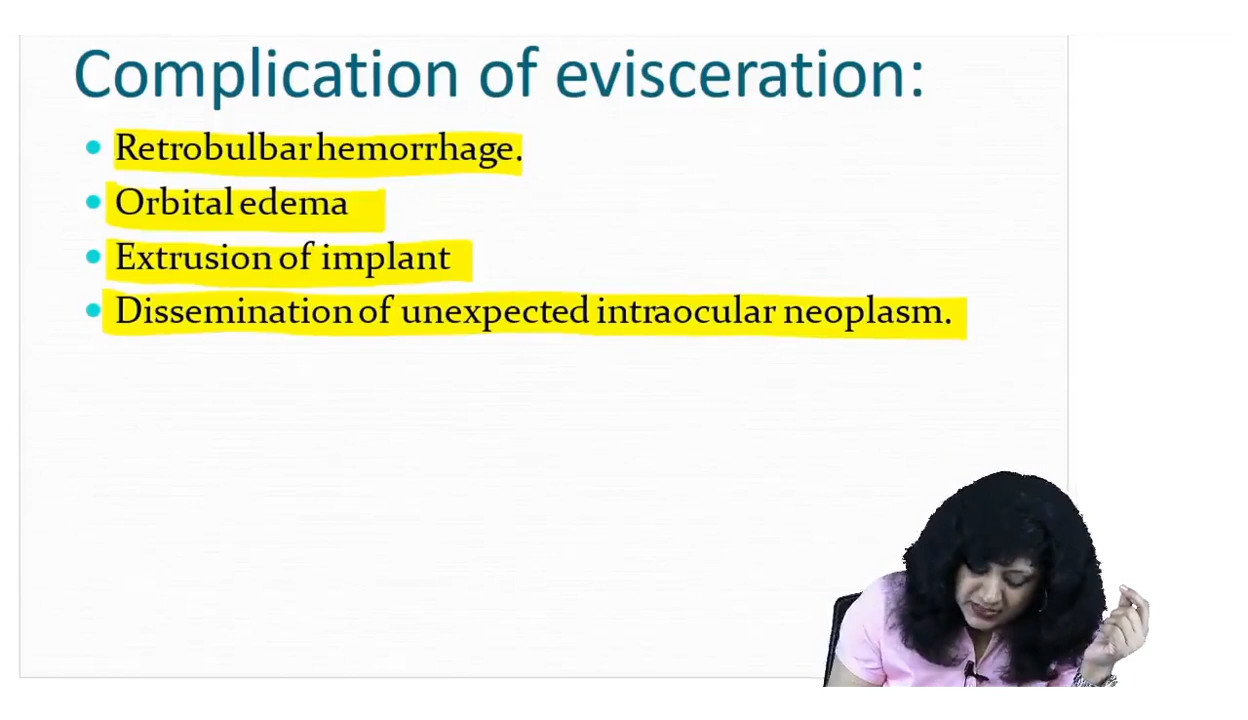 Complication of evisceration:
• Retrobulbar hemorrhage.
• Orbital edema
• Extrusion of implant
• Dissemination of unexpected intraocular neoplasm.